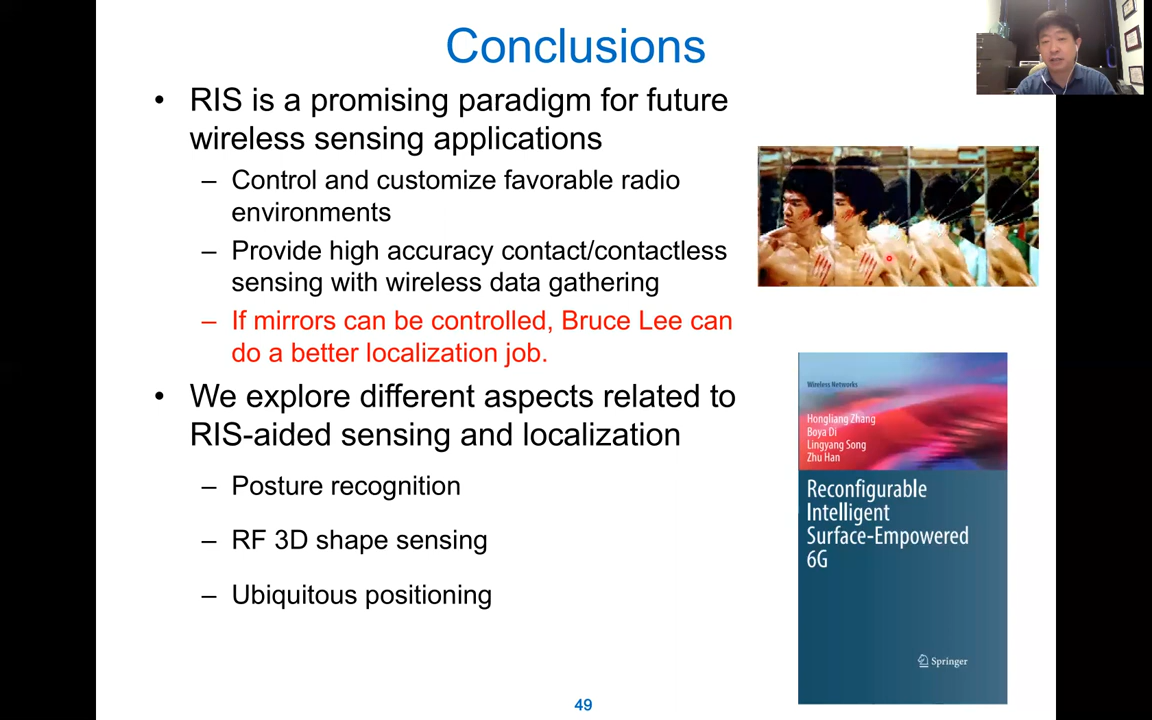 Conclusions
• RIS is a promising paradigm for future
wireless sensing applications
– Control and customize favorable radio
environments
– Provide high accuracy contact/contactless
sensing with wireless data gathering
– If mirrors can be controlled, Bruce Lee can
do a better localization job.
• We explore different aspects related to
RIS-aided sensing and localization
– Posture recognition
– RF 3D shape sensing
– Ubiquitous positioning
Wireless Networks
Hongliang Zhang
Boya Di
Lingyang Song
Zhu Han
Reconfigurable
Intelligent
Surface-Empowered
6G
Springer
49